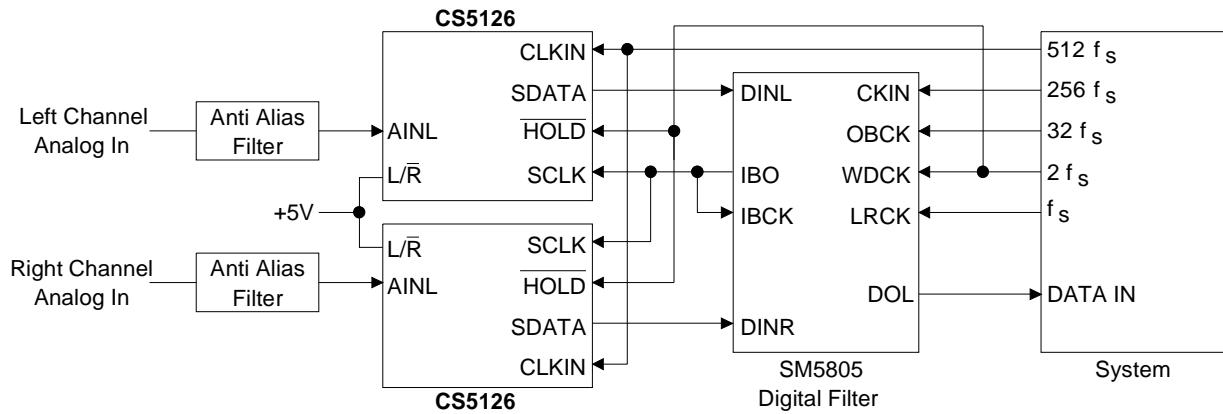 CS5126
CLKIN
SDATA
HOLD
SCLK
AINL
L/R̅
Left Channel
Analog In
Anti Alias
Filter
+5V
Right Channel
Analog In
Anti Alias
Filter
L/R̅
AINL
SCLK
HOLD
SDATA
CLKIN
CS5126
DINL
IBO
IBCK
DINR
CKIN
OBCK
WDCK
LRCK
DOL
SM5805
Digital Filter
512 fs
256 fs
32 fs
2 fs
fs
DATA IN
System